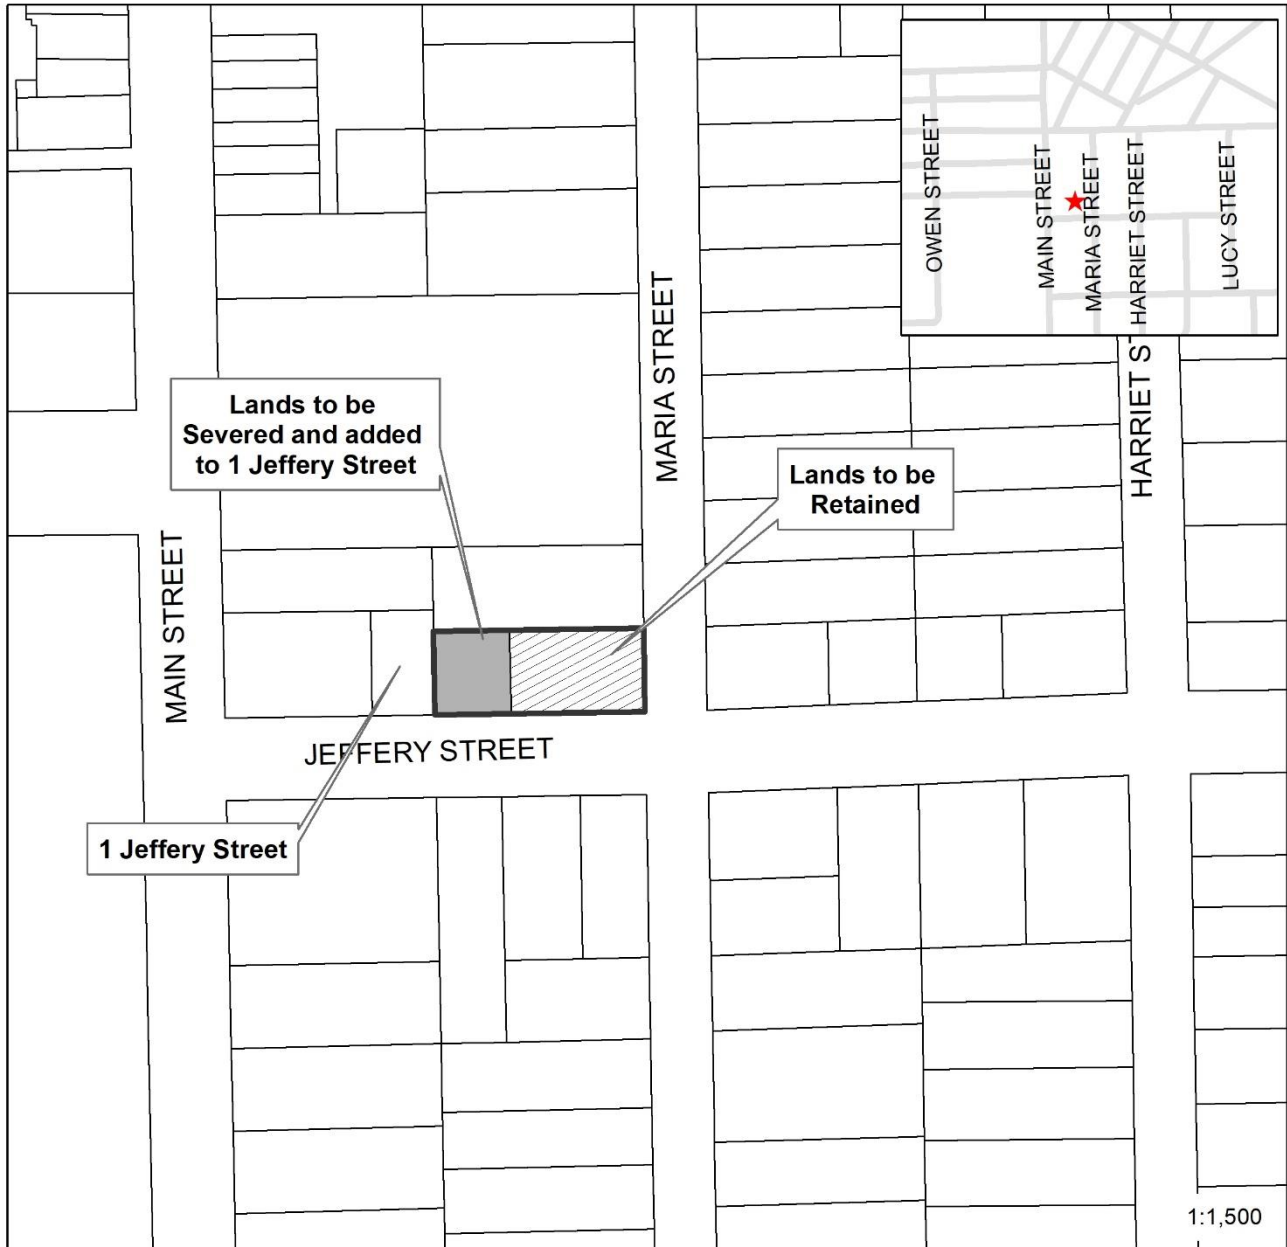 OWEN STREET
MAIN STREET
MARIA STREET
HARRIET STREET
LUCY STREET
MARIA STREET
HARRIET ST
Lands to be
Severed and added
to 1 Jeffery Street
Lands to be
Retained
MAIN STREET
JEFFERY STREET
1 Jeffery Street
1:1,500